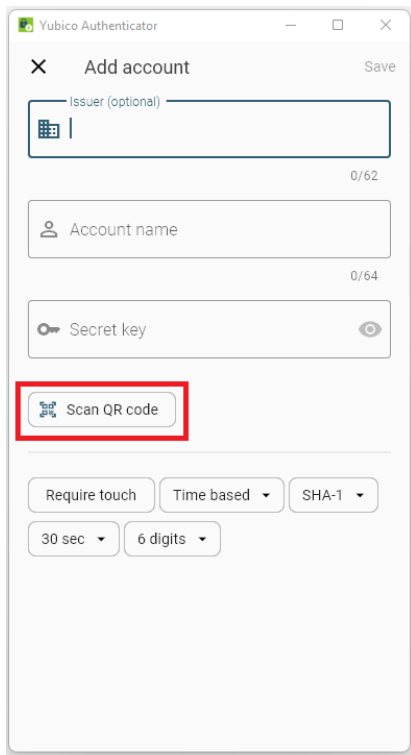 Yubico Authenticator
Add account Save
Issuer (optional)
0/62
Account name
0/64
Secret key
Scan QR code
Require touch Time based SHA-1
30 sec 6 digits